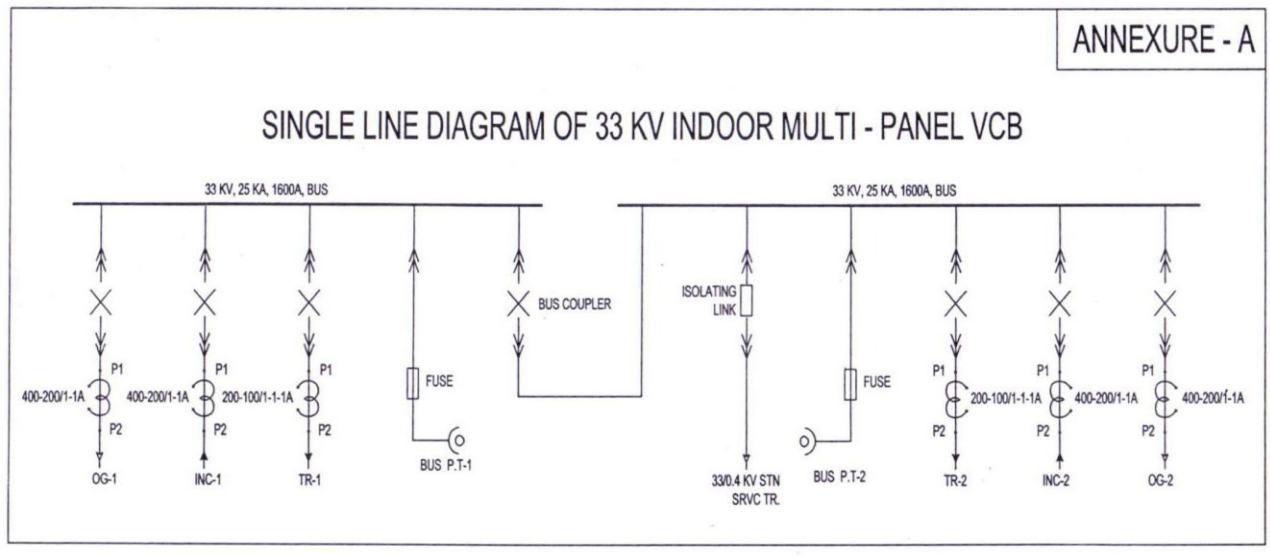 ANNEXURE - A
SINGLE LINE DIAGRAM OF 33 KV INDOOR MULTI - PANEL VCB
33 KV, 25 KA, 1600A, BUS
33 KV, 25 KA, 1600A, BUS
BUS COUPLER
ISOLATING
LINK
P1
400-200/1-1A
P2
OG-1
P1
400-200/1-1A
P2
INC-1
P1
200-100/1-1-1A
P2
TR-1
FUSE
BUS P.T-1
33/0.4 KV STN
SRVC TR.
FUSE
BUS P.T-2
P1
200-100/1-1-1A
P2
TR-2
P1
400-200/1-1A
P2
INC-2
P1
400-200/1-1A
P2
OG-2